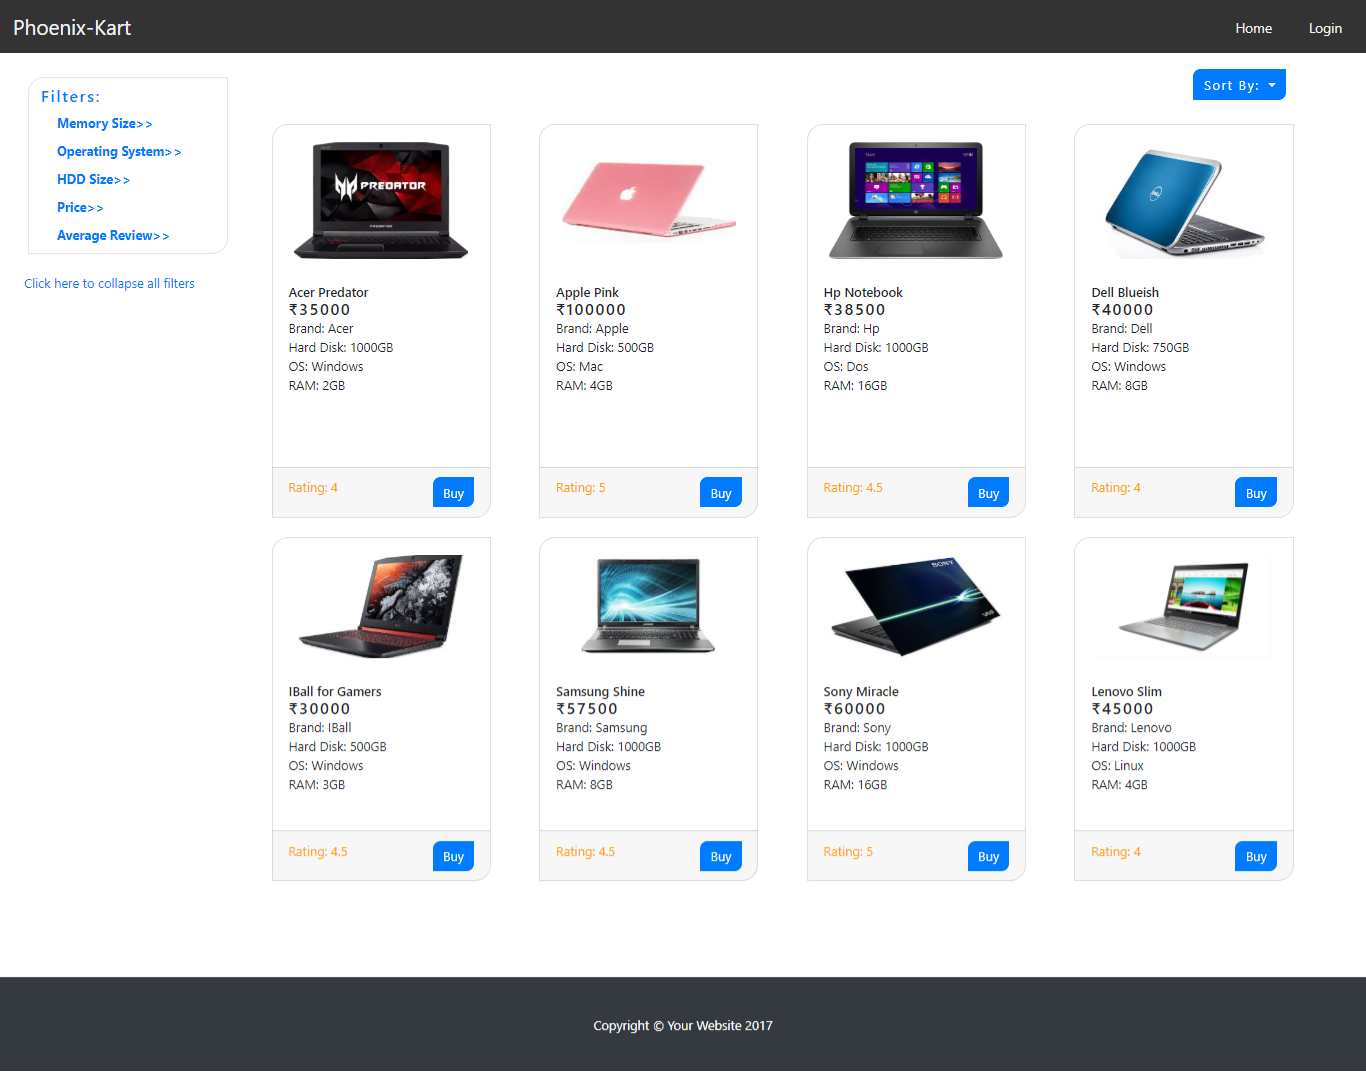 Phoenix-Kart
Home
Login
Filters:
Memory Size>>
Operating System>>
HDD Size>>
Price>>
Average Review>>
Click here to collapse all filters
Sort By:
PREDATOR
PREDATOR
Acer Predator
₹35000
Brand: Acer
Hard Disk: 1000GB
OS: Windows
RAM: 2GB
Rating: 4
Buy
Apple Pink
₹100000
Brand: Apple
Hard Disk: 500GB
OS: Mac
RAM: 4GB
Rating: 5
Buy
Start
Hp Notebook
₹38500
Brand: Hp
Hard Disk: 1000GB
OS: Dos
RAM: 16GB
Rating: 4.5
Buy
DELL
Dell Blueish
₹40000
Brand: Dell
Hard Disk: 750GB
OS: Windows
RAM: 8GB
Rating: 4
Buy
IBall for Gamers
₹30000
Brand: IBall
Hard Disk: 500GB
OS: Windows
RAM: 3GB
Rating: 4.5
Buy
Samsung Shine
₹57500
Brand: Samsung
Hard Disk: 1000GB
OS: Windows
RAM: 8GB
Rating: 4.5
Buy
SONY
Sony Miracle
₹60000
Brand: Sony
Hard Disk: 1000GB
OS: Windows
RAM: 16GB
Rating: 5
Buy
Lenovo Slim
₹45000
Brand: Lenovo
Hard Disk: 1000GB
OS: Linux
RAM: 4GB
Rating: 4
Buy
Copyright © Your Website 2017